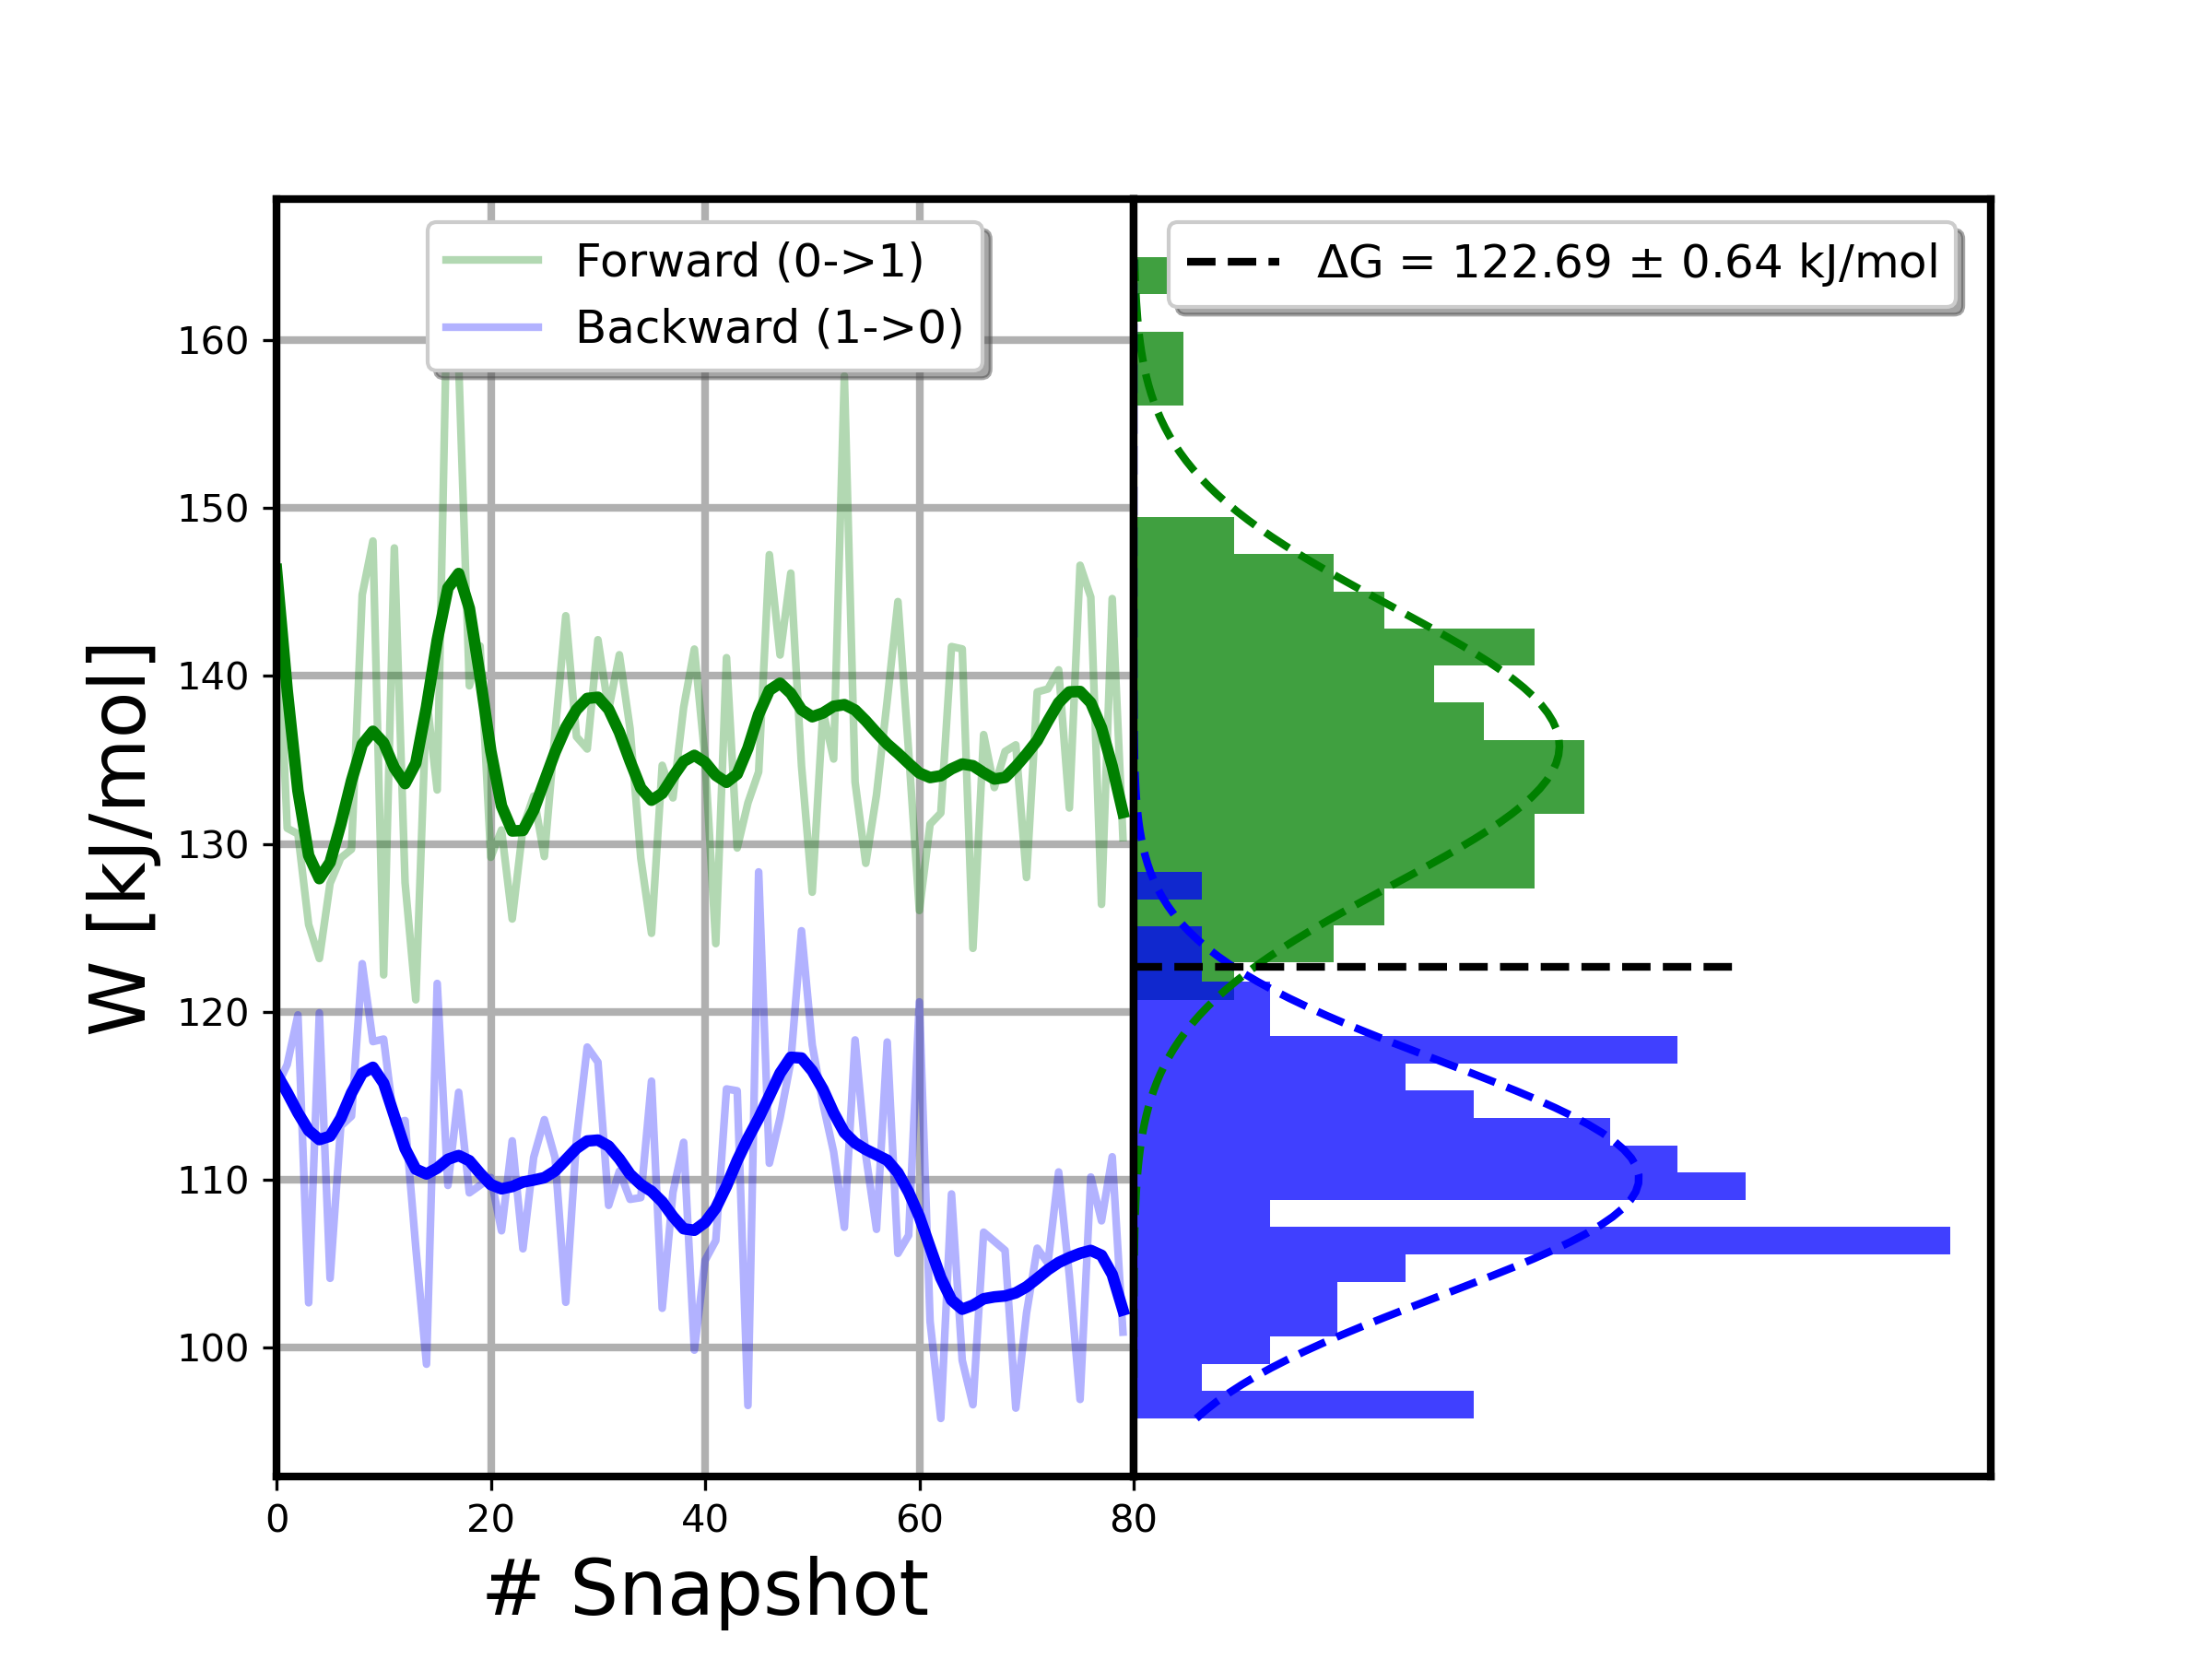 Forward (0->1)
Backward (1->0)
ΔG = 122.69 ± 0.64 kJ/mol
W [kJ/mol]
160
150
140
130
120
110
100
0 20 40 60 80
# Snapshot